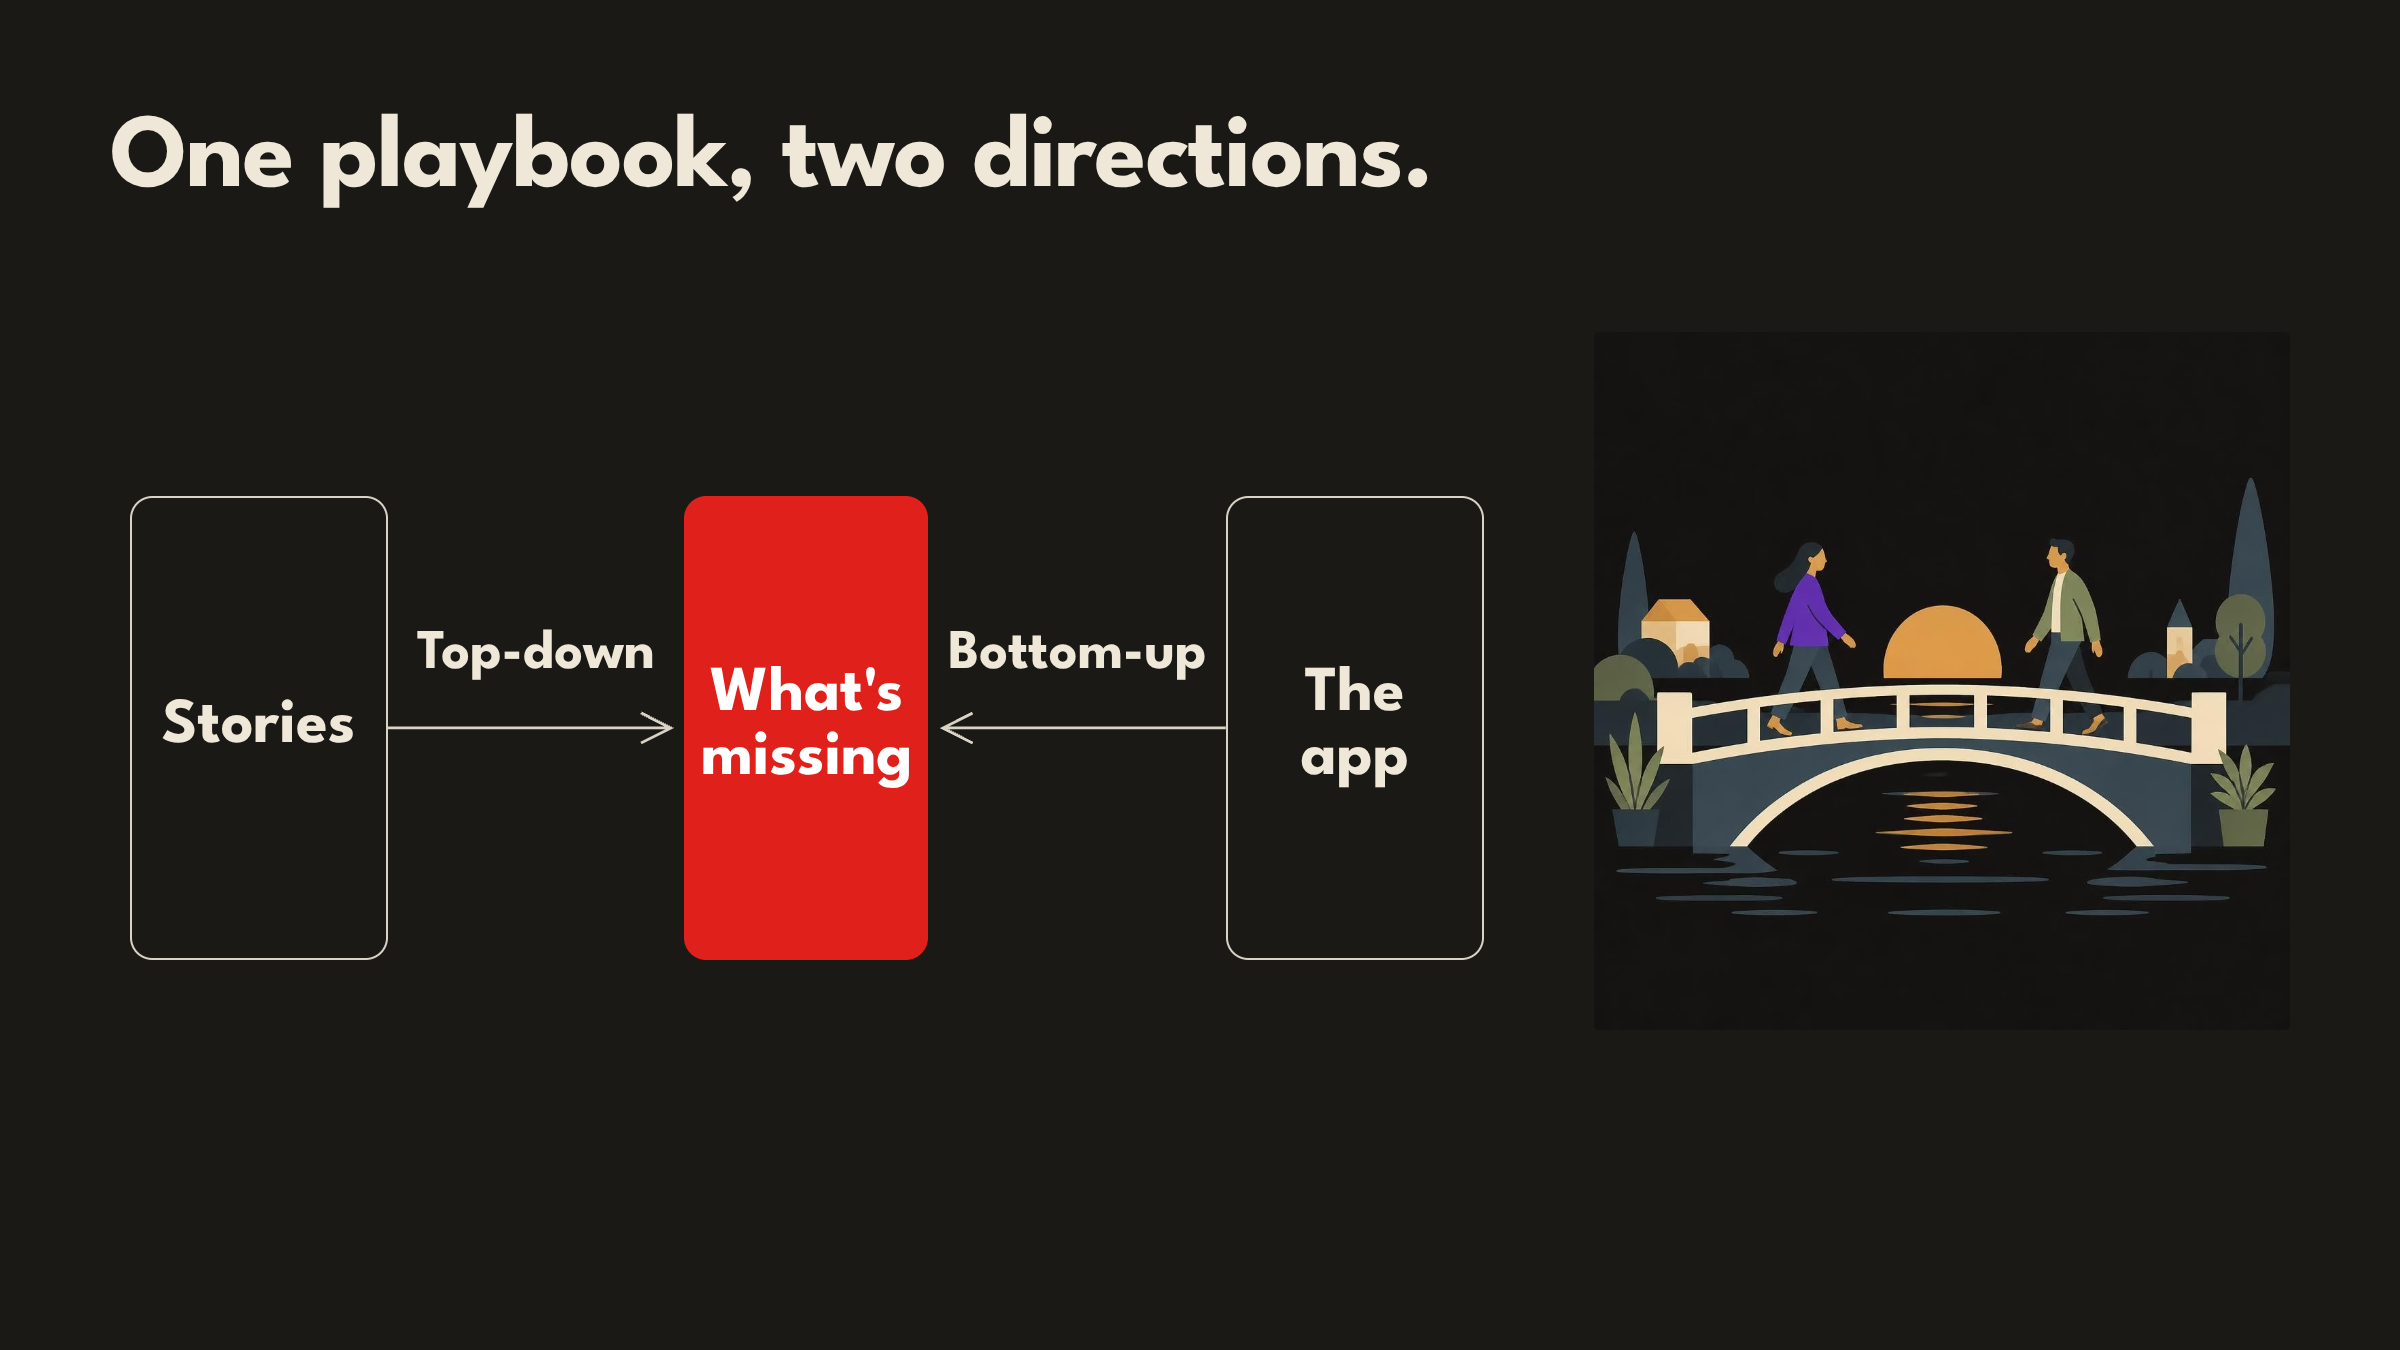 One playbook, two directions.
Stories
Top-down
What's
missing
Bottom-up
The
app